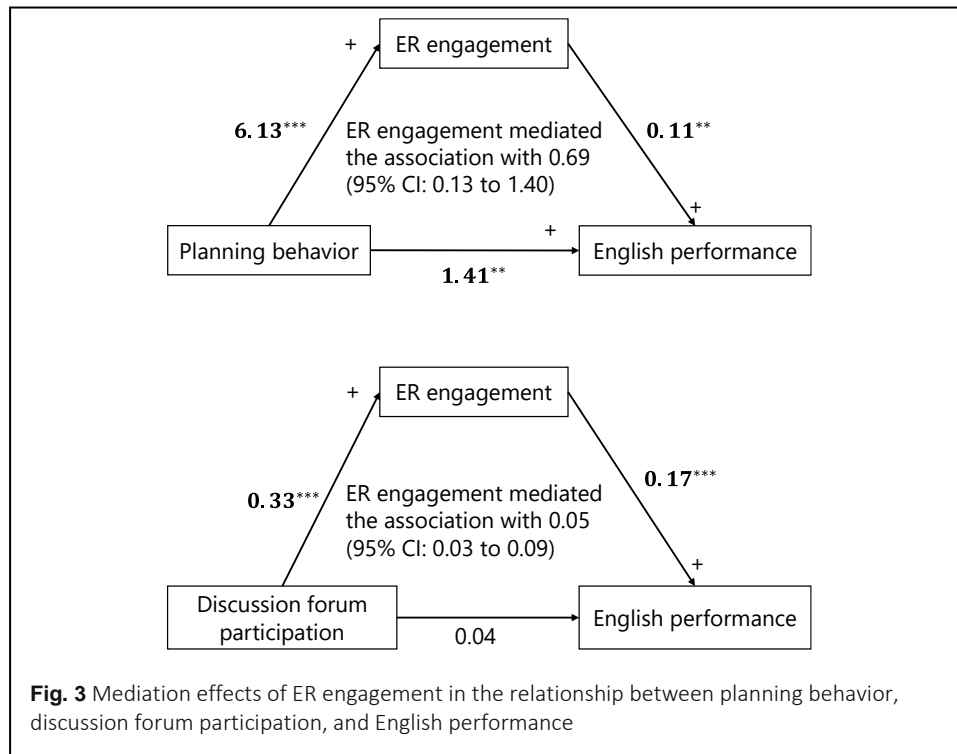 +
ER engagement
6.13***
ER engagement mediated
the association with 0.69
(95% CI: 0.13 to 1.40)
0.11**
+
+
Planning behavior
English performance
1.41**
+
ER engagement
0.33***
ER engagement mediated
the association with 0.05
(95% CI: 0.03 to 0.09)
0.17***
+
Discussion forum
participation
English performance
0.04
Fig. 3 Mediation effects of ER engagement in the relationship between planning behavior,
discussion forum participation, and English performance